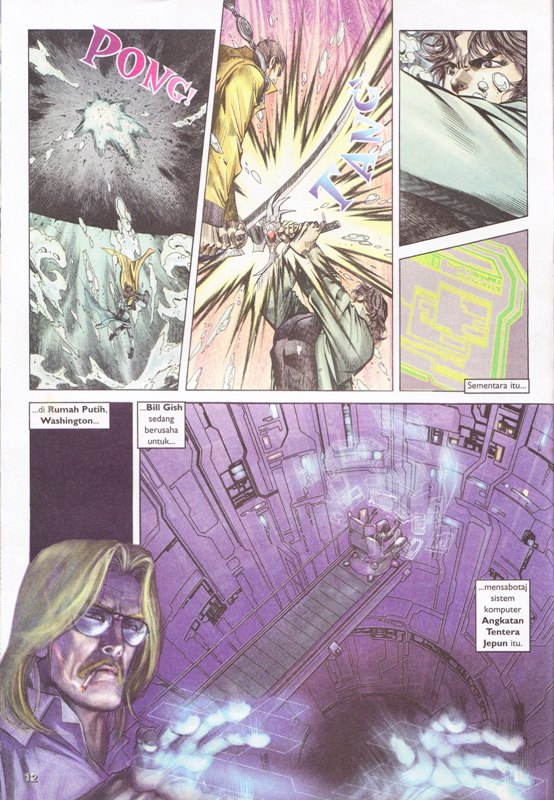 PONG!
TANG!
Sementara itu...
...di Rumah Putih,
Washington...
...Bill Gish
sedang
berusaha
untuk...
...mensabotaj
sistem
komputer
Angkatan
Tentera
Jepun itu.
12